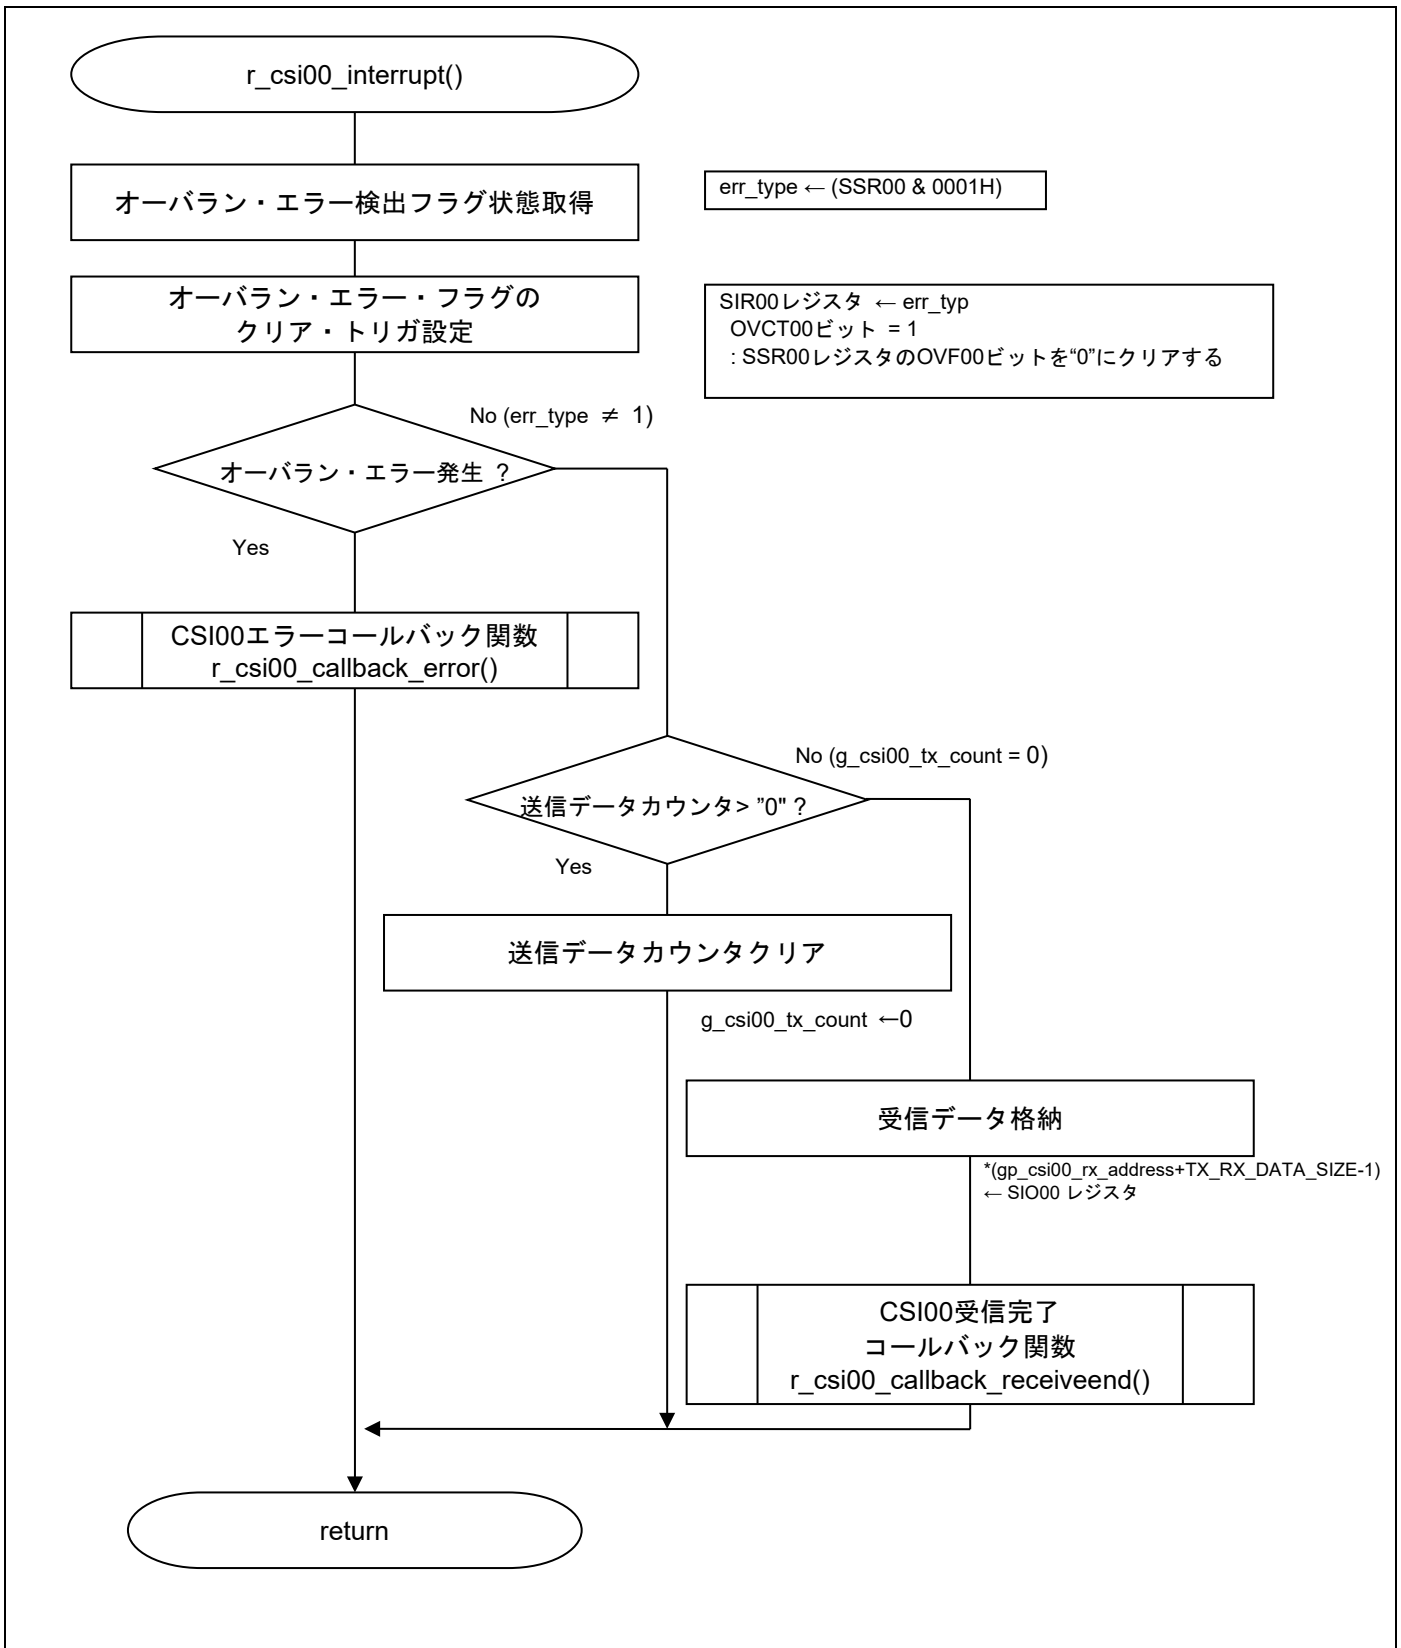 r_csi00_interrupt()
オーバラン・エラー検出フラグ状態取得
err_type ← (SSR00 & 0001H)
オーバラン・エラー・フラグの
クリア・トリガ設定
SIR00レジスタ ← err_typ
OVCT00ビット = 1
: SSR00レジスタのOVF00ビットを“0”にクリアする
No (err_type ≠ 1)
オーバラン・エラー発生 ?
Yes
CSI00エラーコールバック関数
r_csi00_callback_error()
No (g_csi00_tx_count = 0)
送信データカウンタ> ”0" ?
Yes
送信データカウンタクリア
g_csi00_tx_count ←0
受信データ格納
*(gp_csi00_rx_address+TX_RX_DATA_SIZE-1)
← SIO00 レジスタ
CSI00受信完了
コールバック関数
r_csi00_callback_receiveend()
return